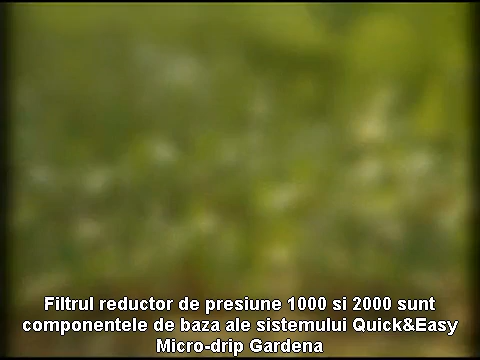 Filtrul reductor de presiune 1000 si 2000 sunt
componentele de baza ale sistemului Quick&Easy
Micro-drip Gardena